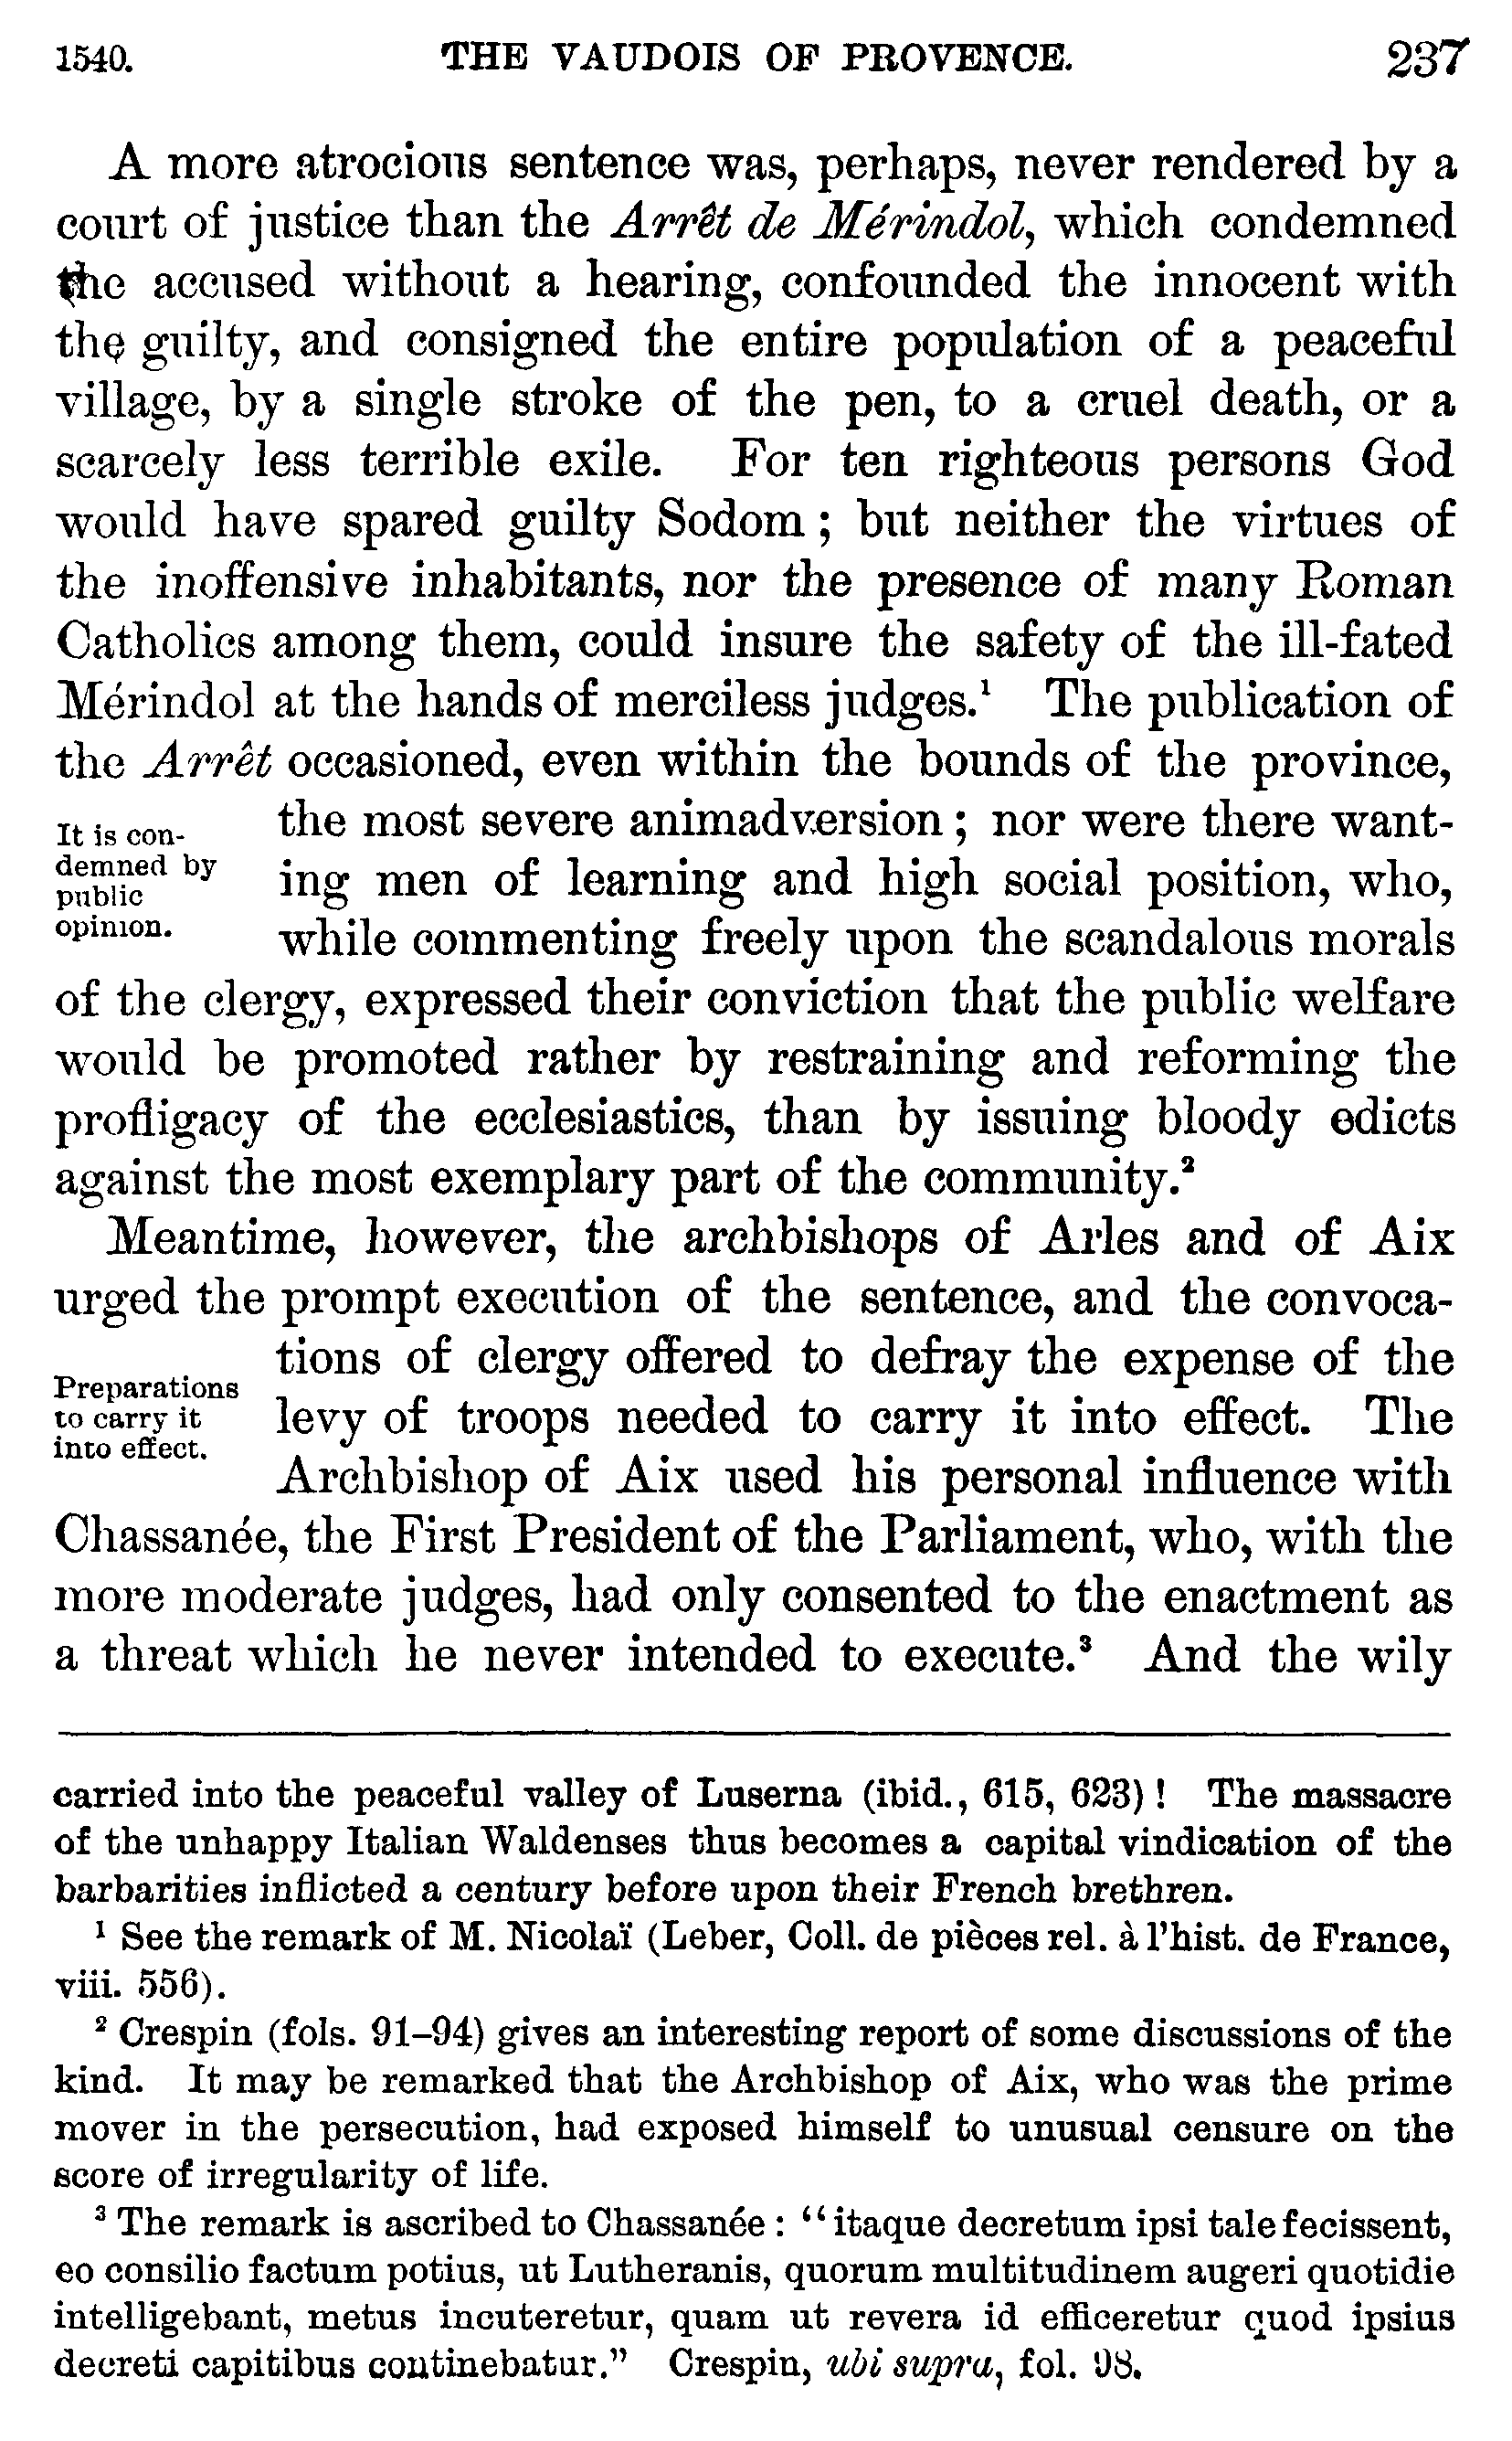 1540. THE VAUDOIS OF PROVENCE. 237
A more atrocious sentence was, perhaps, never rendered by a
court of justice than the Arrêt de Mérindol, which condemned
the accused without a hearing, confounded the innocent with
the guilty, and consigned the entire population of a peaceful
village, by a single stroke of the pen, to a cruel death, or a
scarcely less terrible exile. For ten righteous persons God
would have spared guilty Sodom; but neither the virtues of
the inoffensive inhabitants, nor the presence of many Roman
Catholics among them, could insure the safety of the ill-fated
Mérindol at the hands of merciless judges.¹ The publication of
the Arrêt occasioned, even within the bounds of the province,
It is con-
demned by
public
opinion.
the most severe animadversion; nor were there want-
ing men of learning and high social position, who,
while commenting freely upon the scandalous morals
of the clergy, expressed their conviction that the public welfare
would be promoted rather by restraining and reforming the
profligacy of the ecclesiastics, than by issuing bloody edicts
against the most exemplary part of the community.²
Meantime, however, the archbishops of Arles and of Aix
urged the prompt execution of the sentence, and the convoca-
Preparations
to carry it
into effect.
tions of clergy offered to defray the expense of the
levy of troops needed to carry it into effect. The
Archbishop of Aix used his personal influence with
Chassanée, the First President of the Parliament, who, with the
more moderate judges, had only consented to the enactment as
a threat which he never intended to execute.³ And the wily
carried into the peaceful valley of Luserna (ibid., 615, 623)! The massacre
of the unhappy Italian Waldenses thus becomes a capital vindication of the
barbarities inflicted a century before upon their French brethren.
¹ See the remark of M. Nicolaï (Leber, Coll. de pièces rel. à l'hist. de France,
viii. 556).
² Crespin (fols. 91–94) gives an interesting report of some discussions of the
kind. It may be remarked that the Archbishop of Aix, who was the prime
mover in the persecution, had exposed himself to unusual censure on the
score of irregularity of life.
³ The remark is ascribed to Chassanée: "itaque decretum ipsi tale fecissent,
eo consilio factum potius, ut Lutheranis, quorum multitudinem augeri quotidie
intelligebant, metus incuteretur, quam ut revera id efficeretur quod ipsius
decreti capitibus continebatur." Crespin, ubi supra, fol. 98.